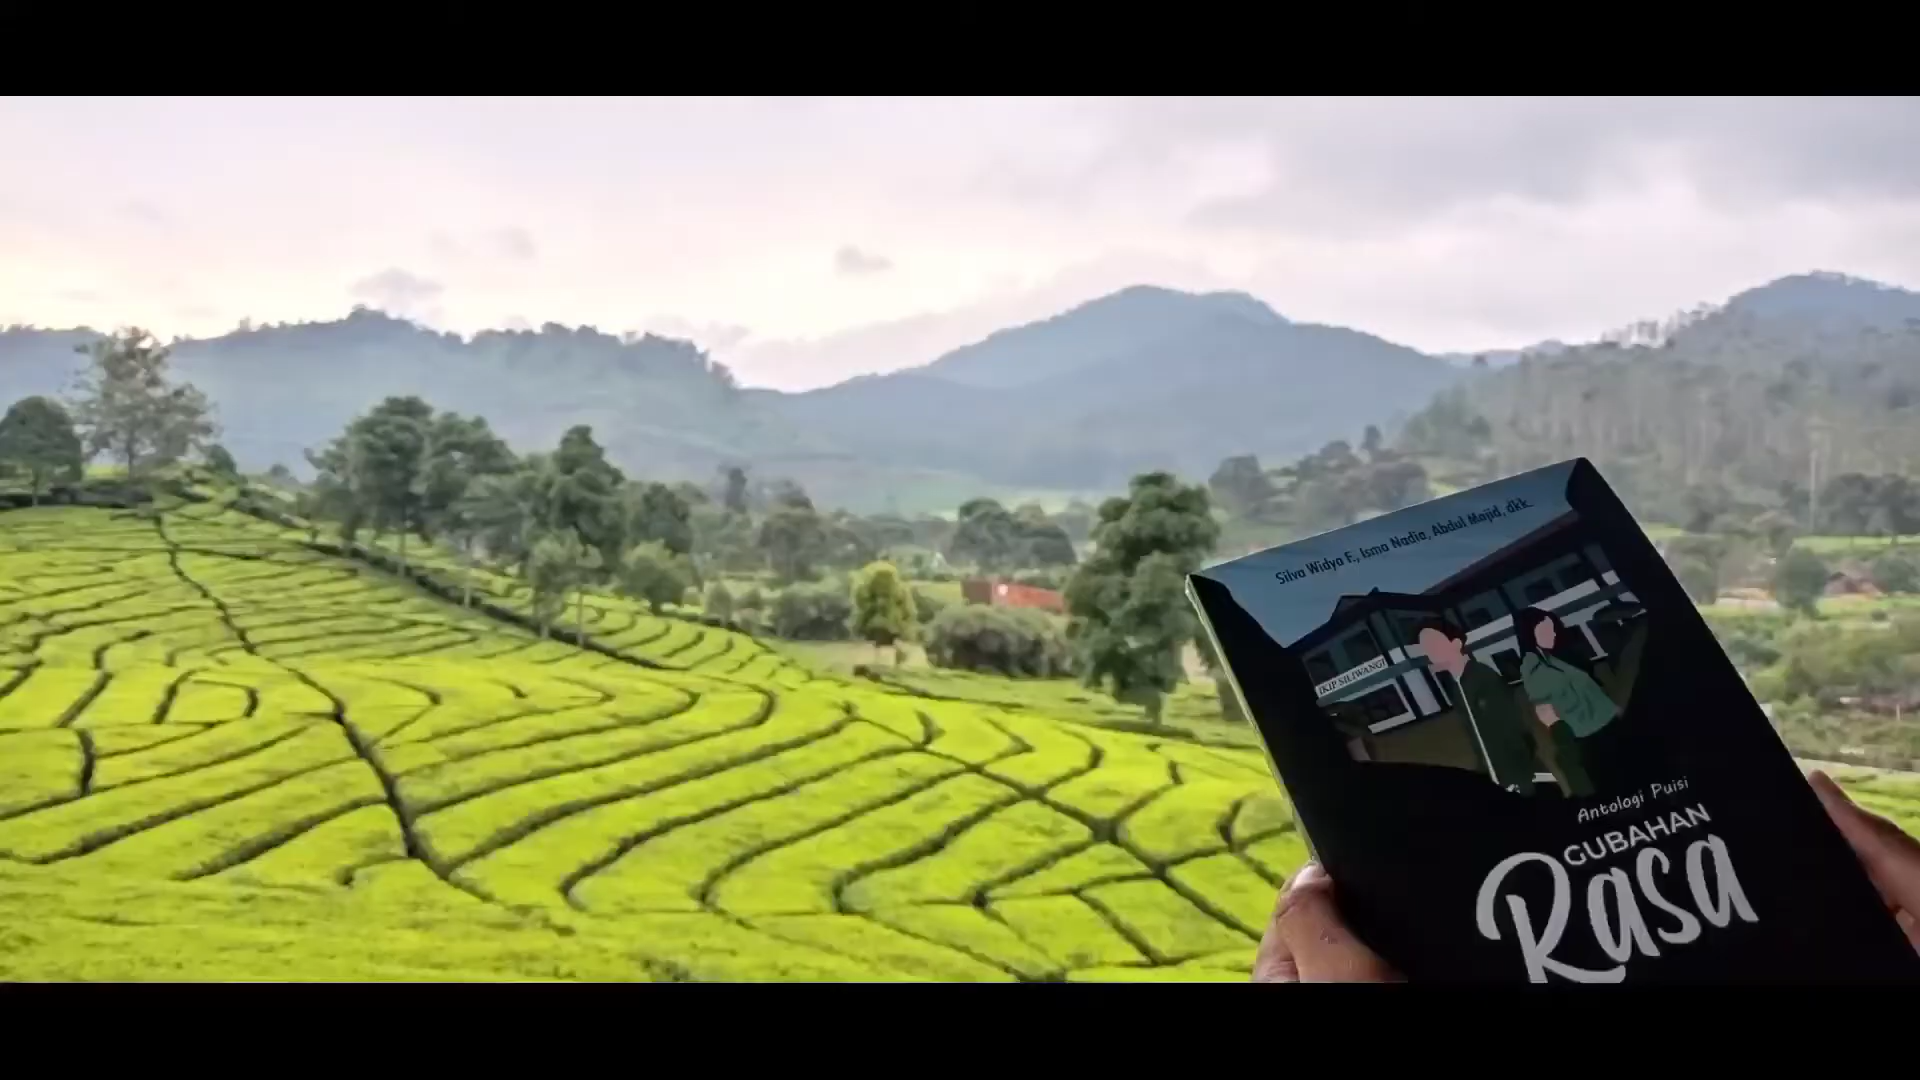 Silva Widya F., Isma Nadia, Abdul Majid, dkk.
IKIP SILIWANGI
Antologi Puisi
GUBAHAN
Rasa